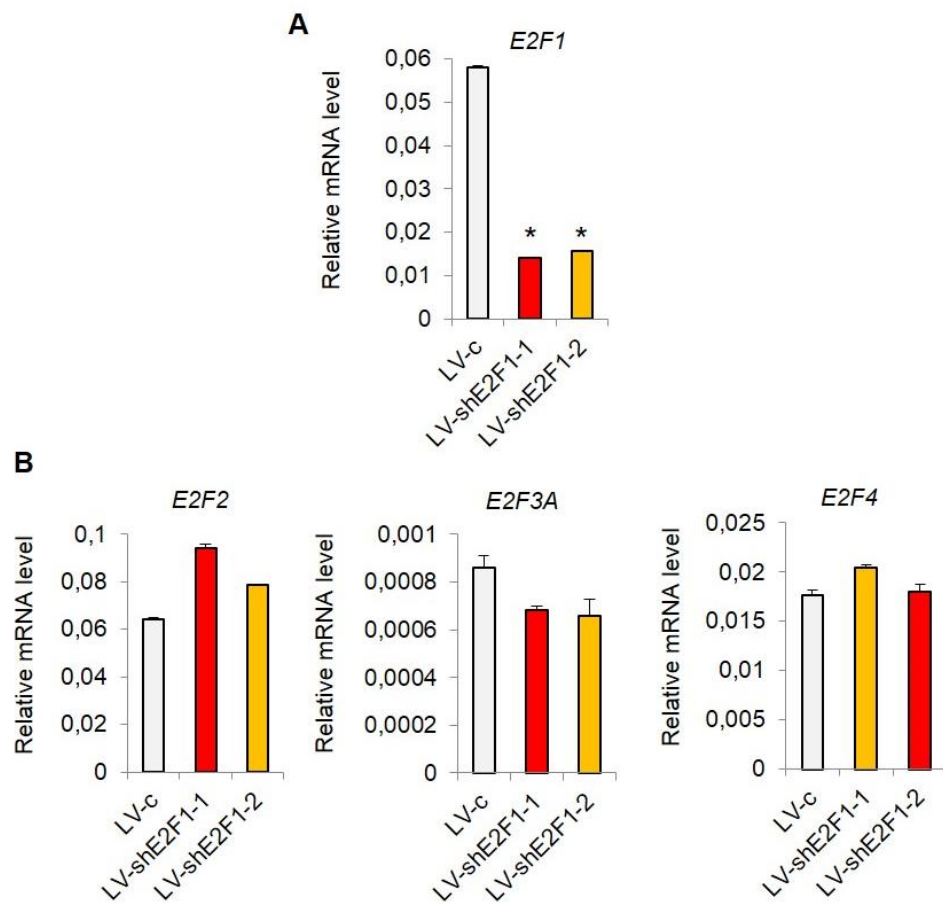 A
E2F1
Relative mRNA level
0,06
0,05
0,04
0,03
0,02
0,01
0
*
*
LV-c
LV-shE2F1-1
LV-shE2F1-2
B
E2F2
Relative mRNA level
0,1
0,08
0,06
0,04
0,02
0
LV-c
LV-shE2F1-1
LV-shE2F1-2
E2F3A
Relative mRNA level
0,001
0,0008
0,0006
0,0004
0,0002
0
LV-c
LV-shE2F1-1
LV-shE2F1-2
E2F4
Relative mRNA level
0,025
0,02
0,015
0,01
0,005
0
LV-c
LV-shE2F1-1
LV-shE2F1-2